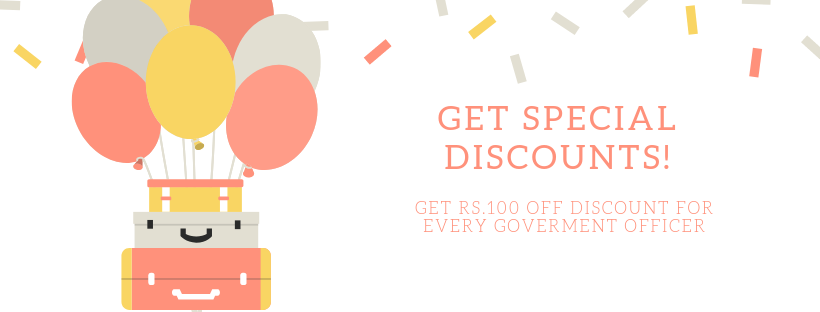 GET SPECIAL
DISCOUNTS!
GET RS.100 OFF DISCOUNT FOR
EVERY GOVERMENT OFFICER